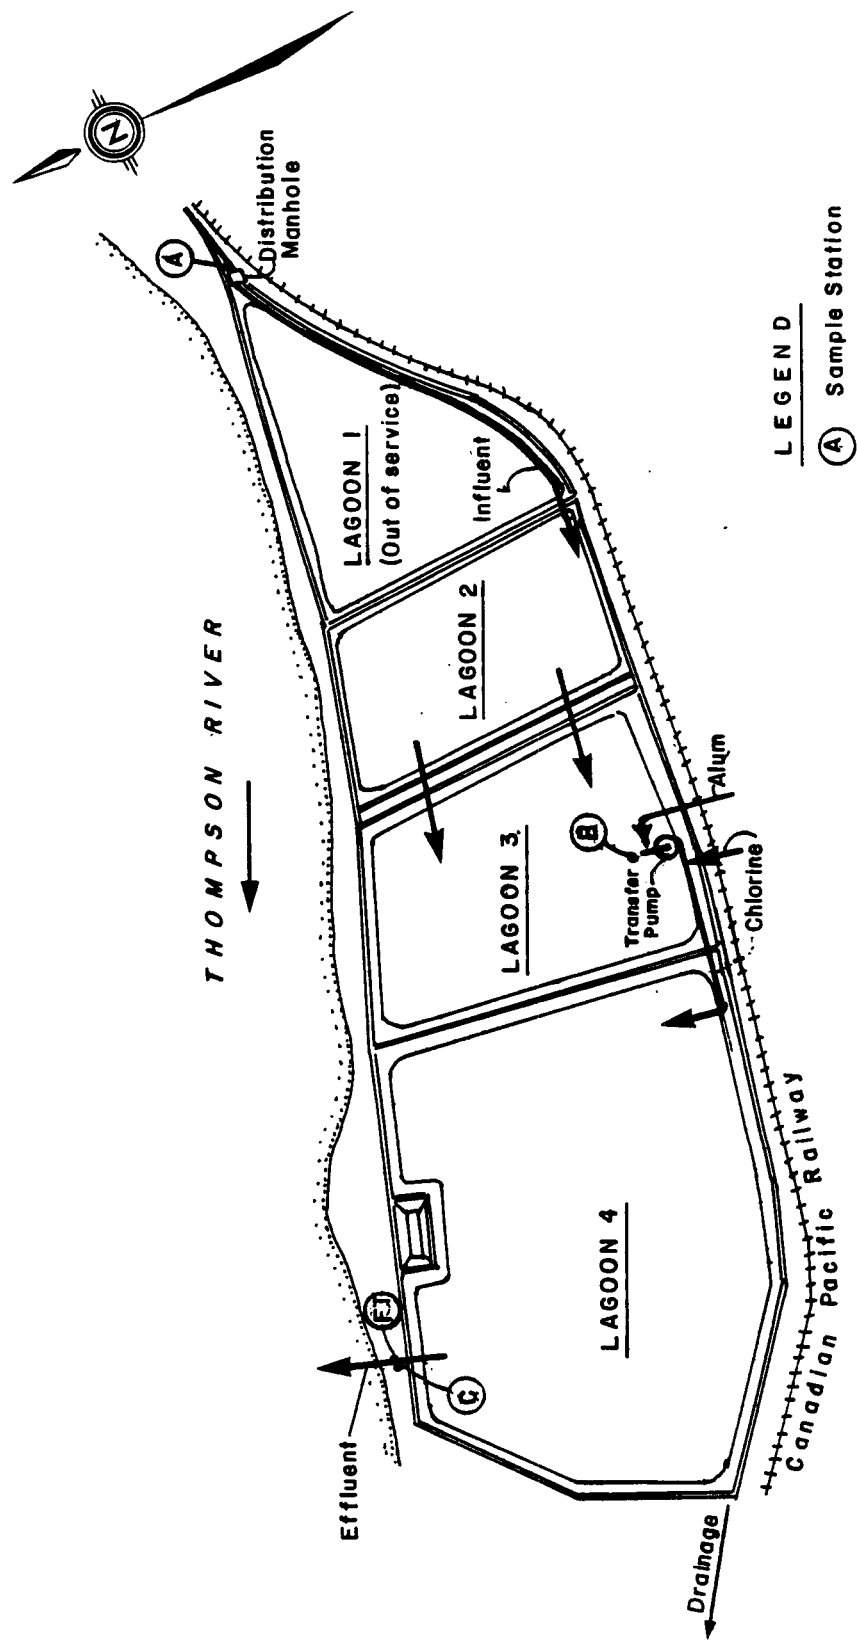 N
THOMPSON RIVER
A
Distribution
Manhole
LAGOON 1
(Out of service)
Influent
LAGOON 2
LAGOON 3
B
Transfer
Pump
Alum
Chlorine
LAGOON 4
C
Effluent
Drainage
Canadian Pacific Railway
LEGEND
A Sample Station